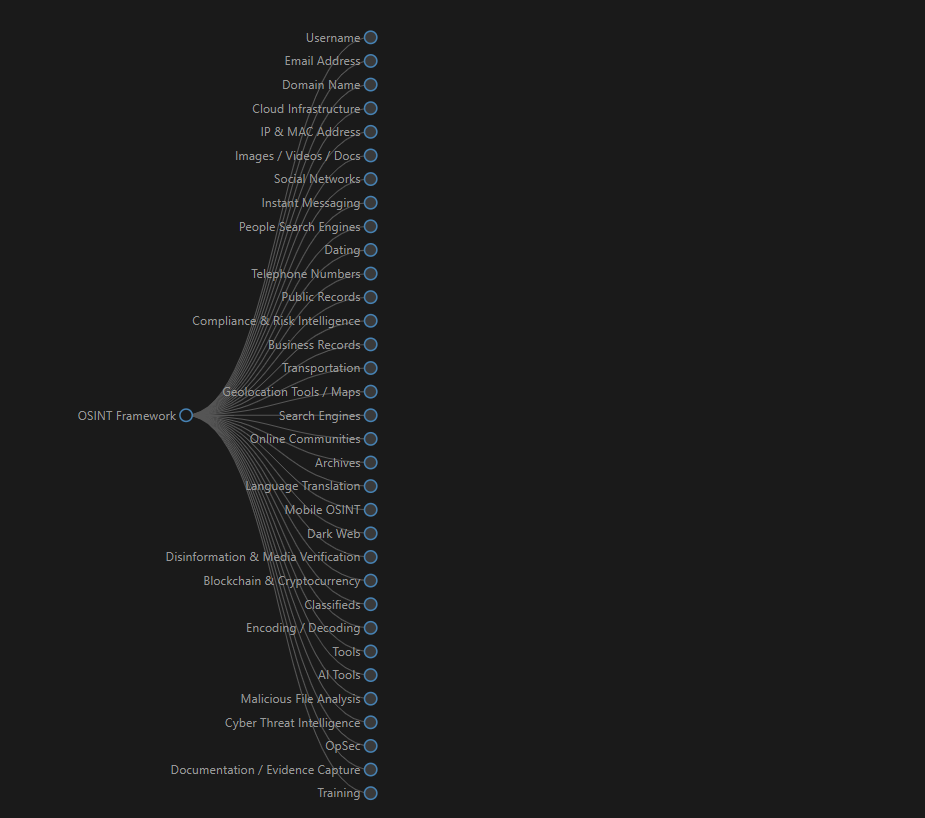 Username
Email Address
Domain Name
Cloud Infrastructure
IP & MAC Address
Images / Videos / Docs
Social Networks
Instant Messaging
People Search Engines
Dating
Telephone Numbers
Public Records
Compliance & Risk Intelligence
Business Records
Transportation
Geolocation Tools / Maps
OSINT Framework
Search Engines
Online Communities
Archives
Language Translation
Mobile OSINT
Dark Web
Disinformation & Media Verification
Blockchain & Cryptocurrency
Classifieds
Encoding / Decoding
Tools
AI Tools
Malicious File Analysis
Cyber Threat Intelligence
OpSec
Documentation / Evidence Capture
Training